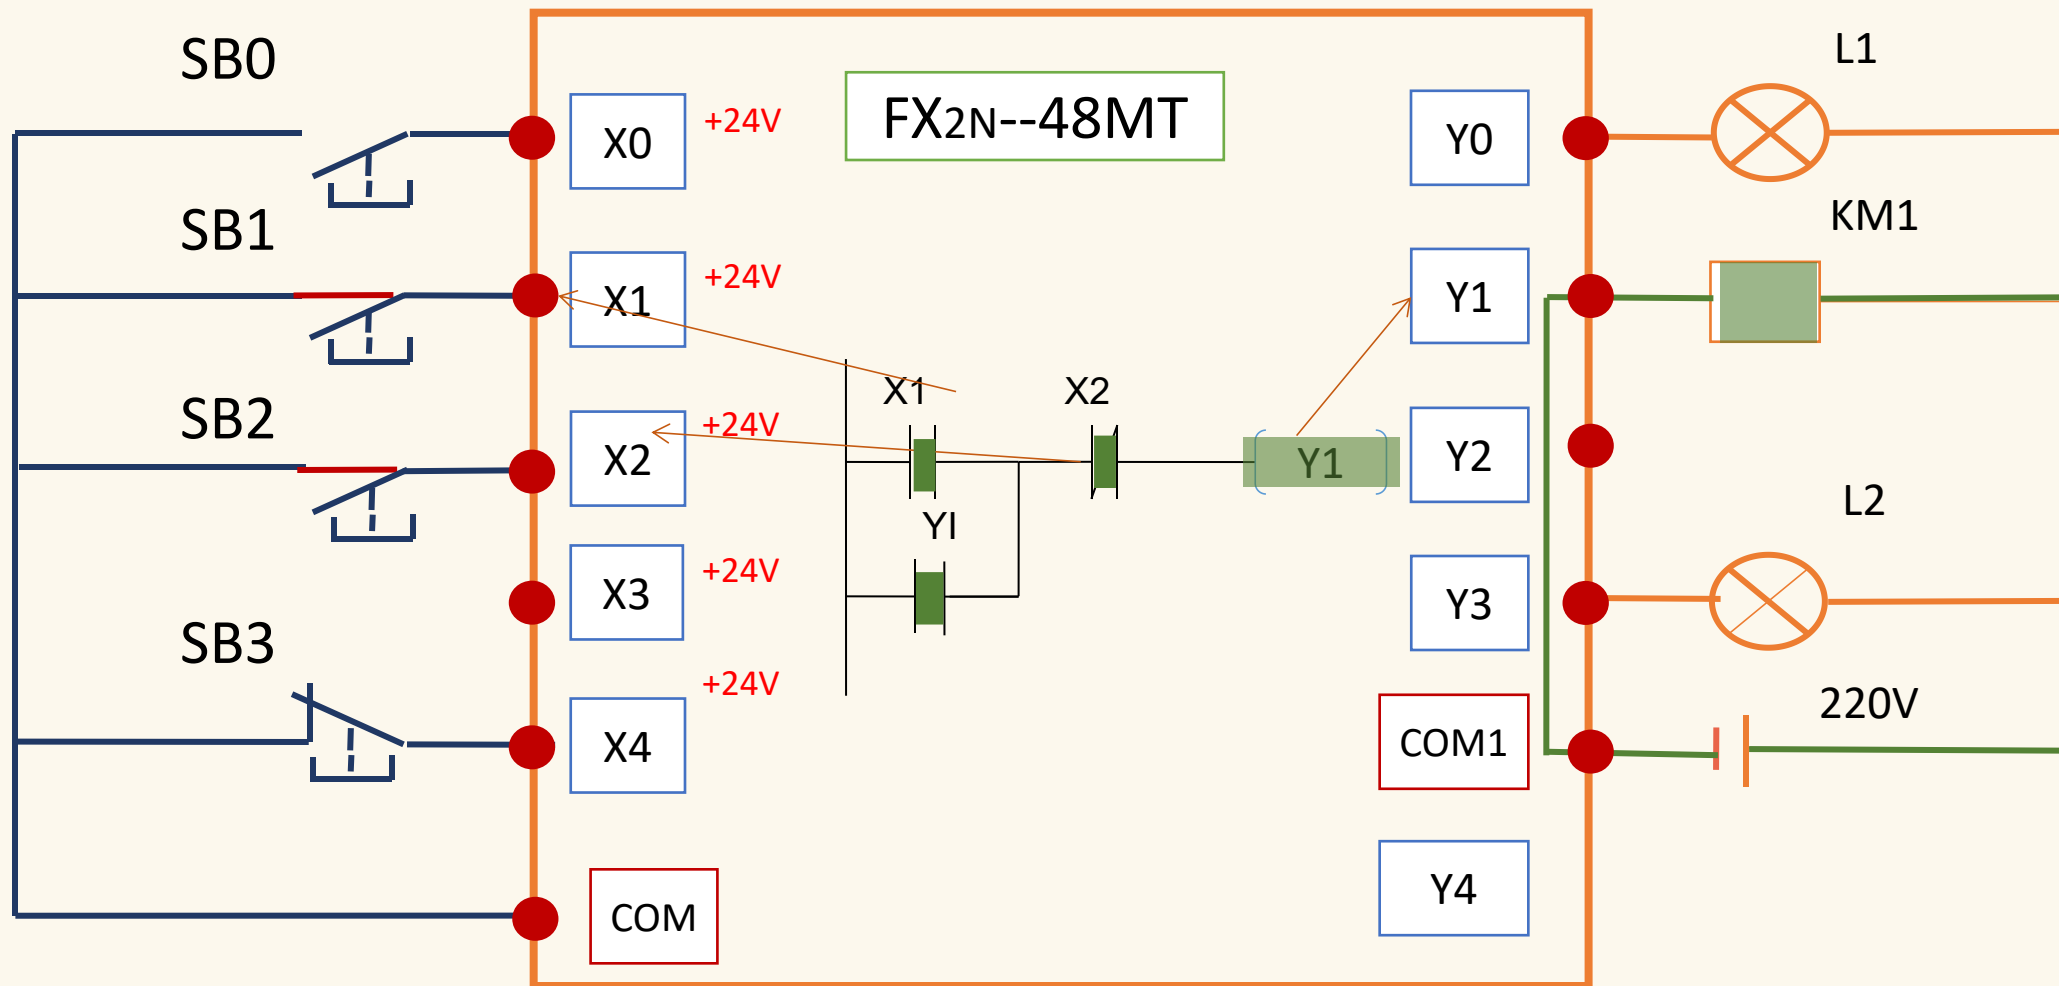 SB0
SB1
SB2
SB3
X0
+24V
X1
+24V
X2
+24V
X3
+24V
X4
+24V
COM
FX2N--48MT
X1
X2
Y1
YI
Y0
Y1
Y2
Y3
COM1
Y4
L1
KM1
L2
220V